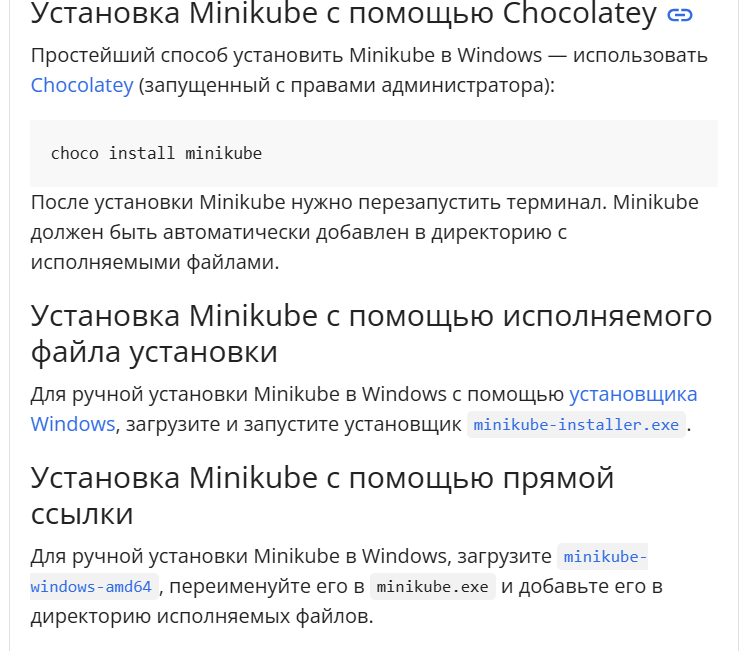 Установка Minikube с помощью Chocolatey
Простейший способ установить Minikube в Windows — использовать
Chocolatey (запущенный с правами администратора):
choco install minikube
После установки Minikube нужно перезапустить терминал. Minikube
должен быть автоматически добавлен в директорию с
исполняемыми файлами.
Установка Minikube с помощью исполняемого
файла установки
Для ручной установки Minikube в Windows с помощью установщика
Windows, загрузите и запустите установщик minikube-installer.exe.
Установка Minikube с помощью прямой
ссылки
Для ручной установки Minikube в Windows, загрузите minikube-
windows-amd64, переименуйте его в minikube.exe и добавьте его в
директорию исполняемых файлов.